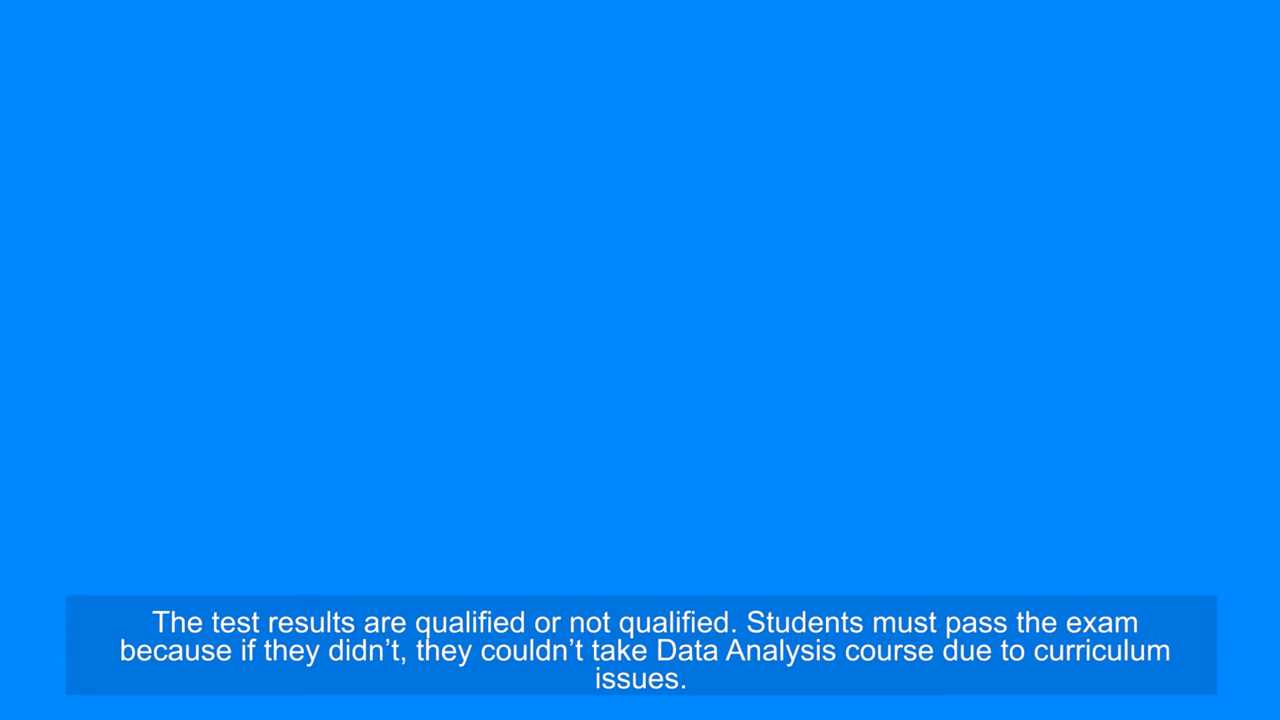 The test results are qualified or not qualified. Students must pass the exam
because if they didn’t, they couldn’t take Data Analysis course due to curriculum
issues.